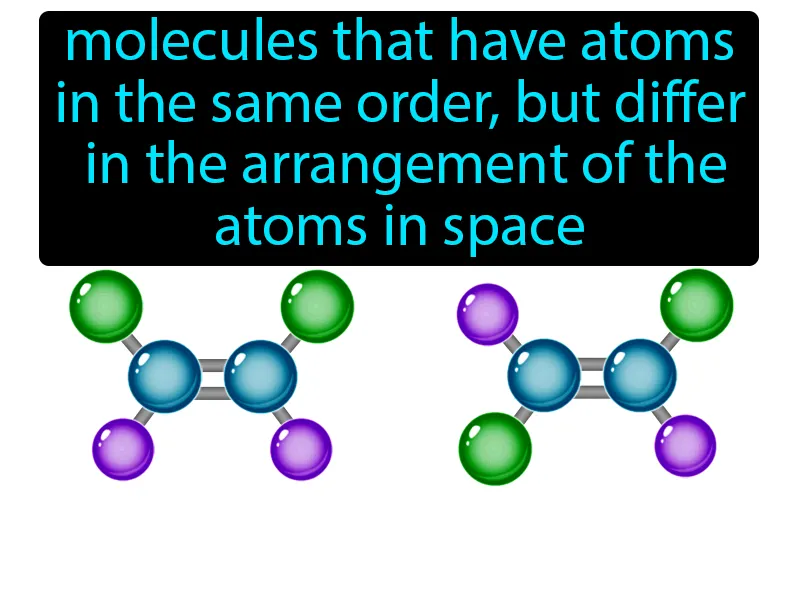 molecules that have atoms
in the same order, but differ
in the arrangement of the
atoms in space